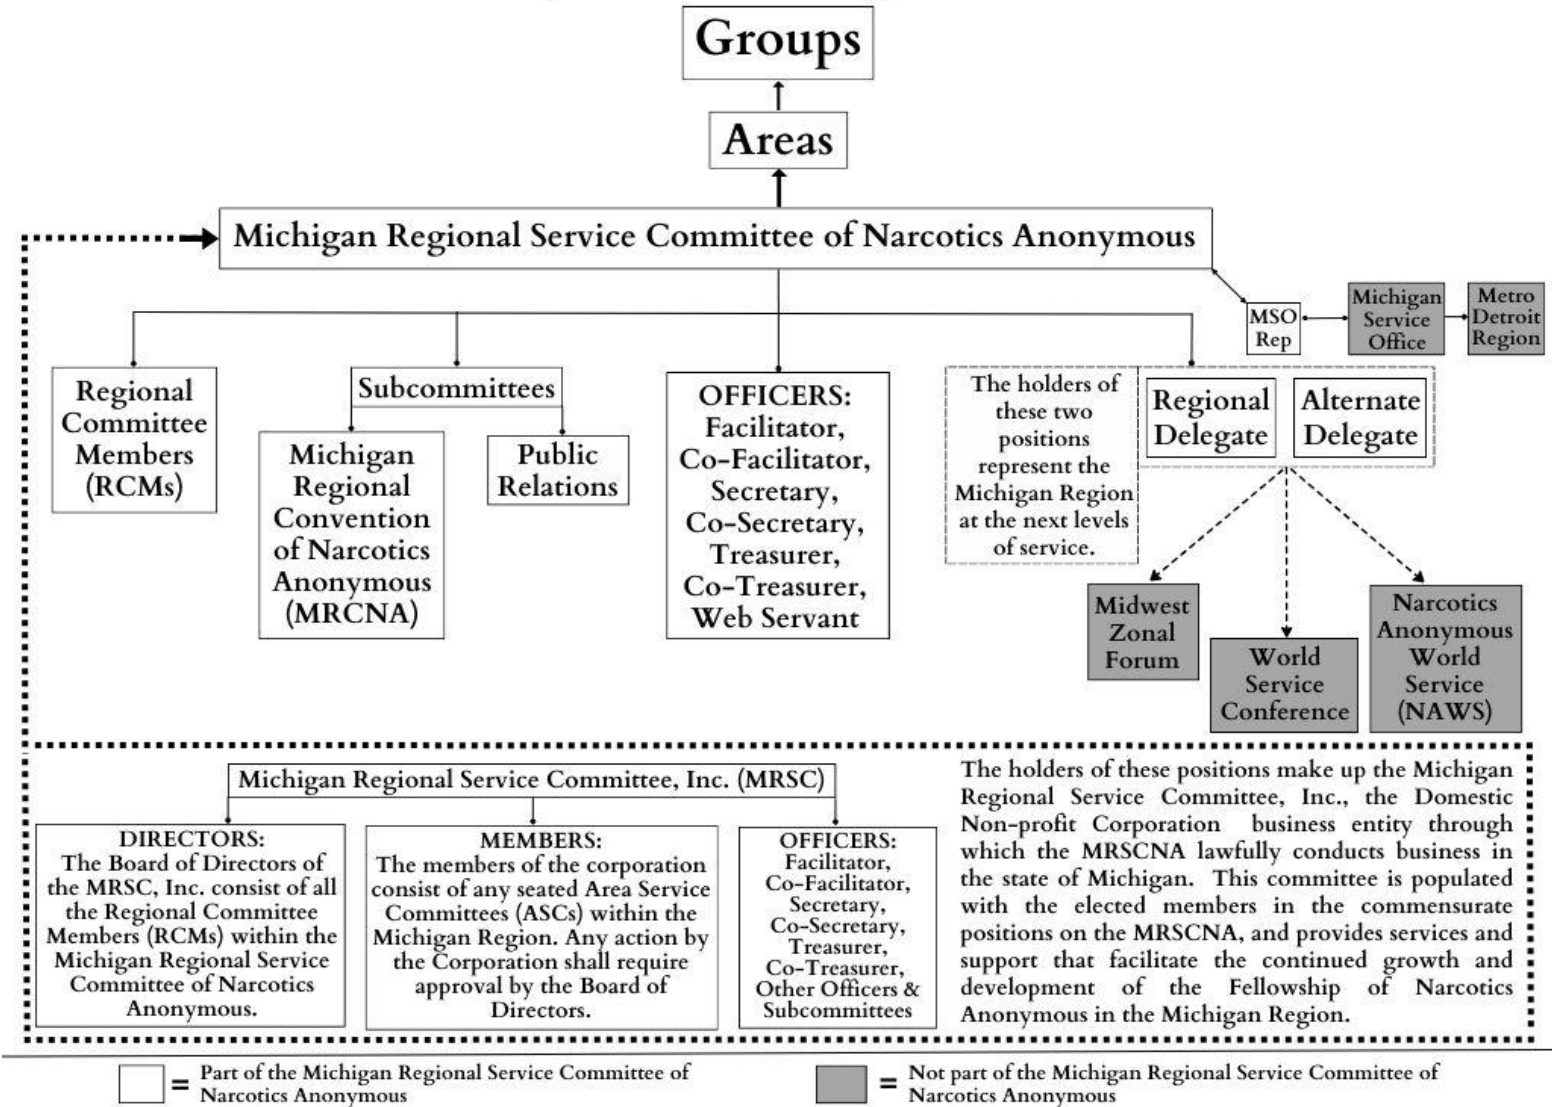 Groups
Areas
Michigan Regional Service Committee of Narcotics Anonymous
MSO
Rep
Michigan
Service
Office
Metro
Detroit
Region
Regional
Committee
Members
(RCMs)
Subcommittees
Michigan
Regional
Convention
of Narcotics
Anonymous
(MRCNA)
Public
Relations
OFFICERS:
Facilitator,
Co-Facilitator,
Secretary,
Co-Secretary,
Treasurer,
Co-Treasurer,
Web Servant
The holders of
these two
positions
represent the
Michigan Region
at the next levels
of service.
Regional
Delegate
Alternate
Delegate
Midwest
Zonal
Forum
World
Service
Conference
Narcotics
Anonymous
World
Service
(NAWS)
Michigan Regional Service Committee, Inc. (MRSC)
DIRECTORS:
The Board of Directors of
the MRSC, Inc. consist of all
the Regional Committee
Members (RCMs) within the
Michigan Regional Service
Committee of Narcotics
Anonymous.
MEMBERS:
The members of the corporation
consist of any seated Area Service
Committees (ASCs) within the
Michigan Region. Any action by
the Corporation shall require
approval by the Board of
Directors.
OFFICERS:
Facilitator,
Co-Facilitator,
Secretary,
Co-Secretary,
Treasurer,
Co-Treasurer,
Other Officers &
Subcommittees
The holders of these positions make up the Michigan
Regional Service Committee, Inc., the Domestic
Non-profit Corporation business entity through
which the MRSCNA lawfully conducts business in
the state of Michigan. This committee is populated
with the elected members in the commensurate
positions on the MRSCNA, and provides services and
support that facilitate the continued growth and
development of the Fellowship of Narcotics
Anonymous in the Michigan Region.
= Part of the Michigan Regional Service Committee of
Narcotics Anonymous
= Not part of the Michigan Regional Service Committee of
Narcotics Anonymous